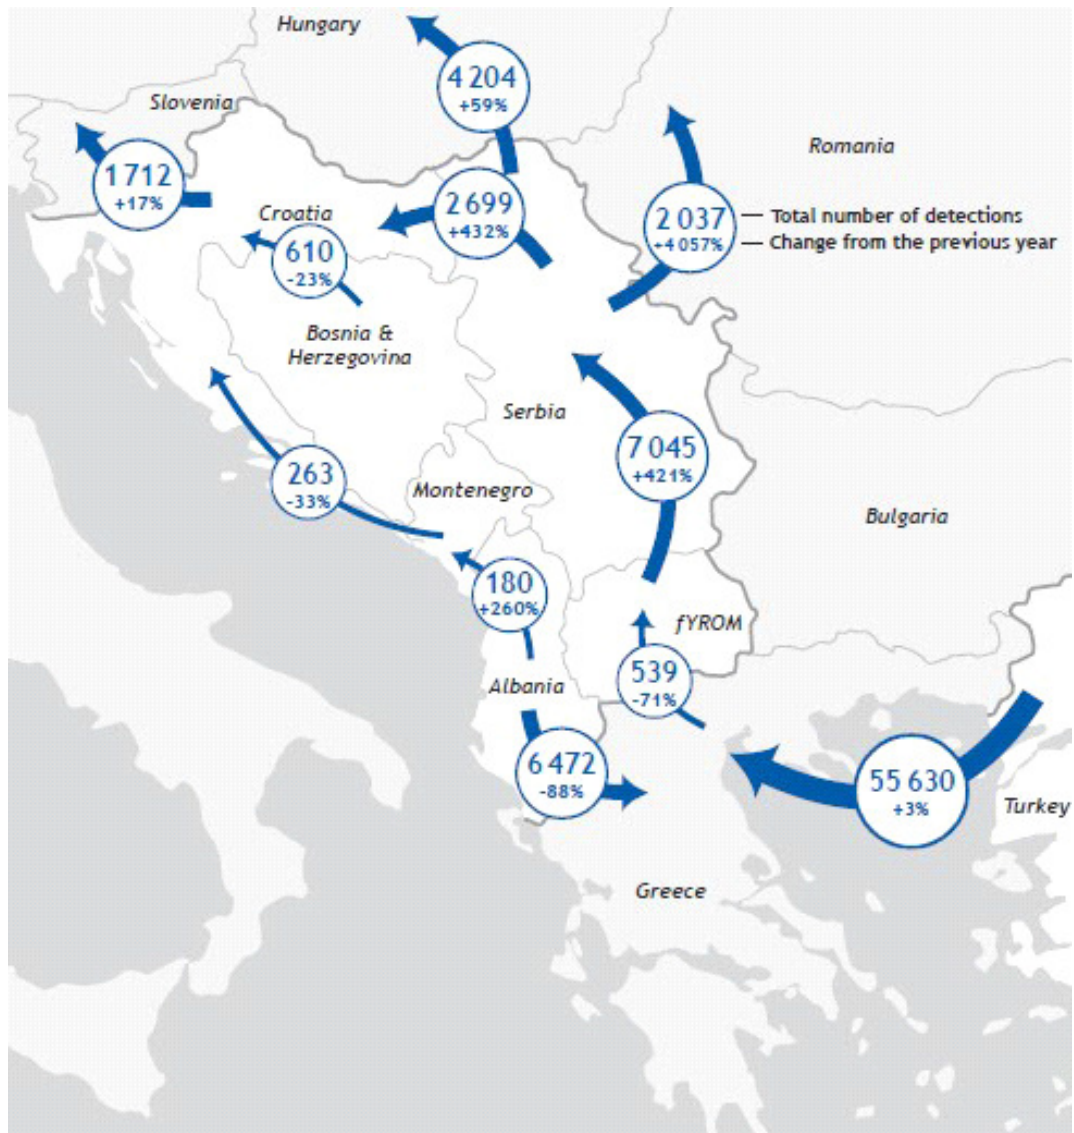 Hungary
4 204
+59%
Slovenia
1 712
+17%
Romania
Croatia
2 699
+432%
2 037
+4 057%
Total number of detections
Change from the previous year
610
-23%
Bosnia &
Herzegovina
Serbia
7 045
+421%
263
-33%
Montenegro
Bulgaria
180
+260%
fYROM
539
-71%
Albania
6 472
-88%
55 630
+3%
Turkey
Greece